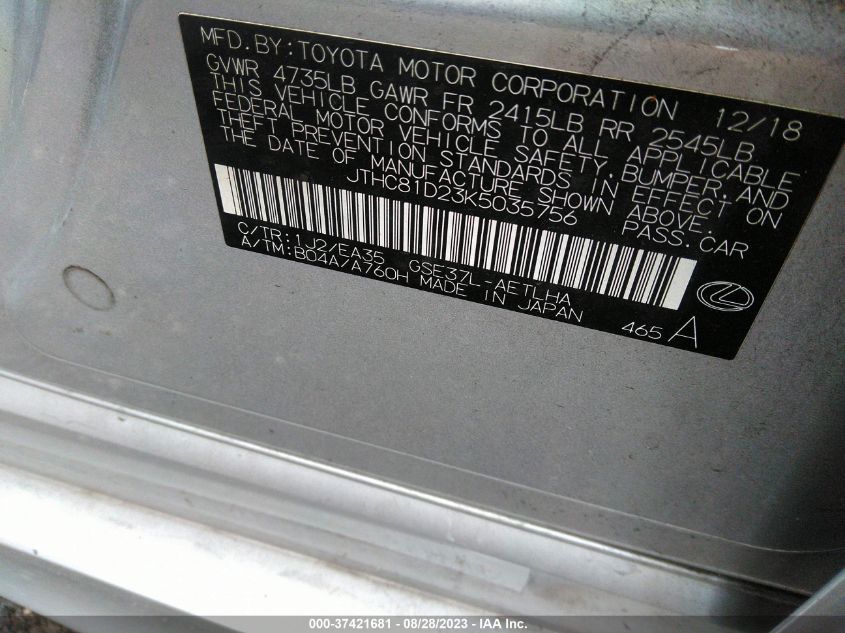 MFD. BY: TOYOTA MOTOR CORPORATION 12/18
GVWR 4735LB GAWR FR 2415LB RR 2545LB
THIS VEHICLE CONFORMS TO ALL APPLICABLE
FEDERAL MOTOR VEHICLE SAFETY, BUMPER, AND
THEFT PREVENTION STANDARDS IN EFFECT ON
THE DATE OF MANUFACTURE SHOWN ABOVE.
JTHC81D23K5035756 PASS. CAR
C/TR: 1J2/EA35 GSE37L-AETLHA
A/TM: B04A/A760H MADE IN JAPAN 465 A
000-37421681 / 08/28/2023 / IAA Inc.